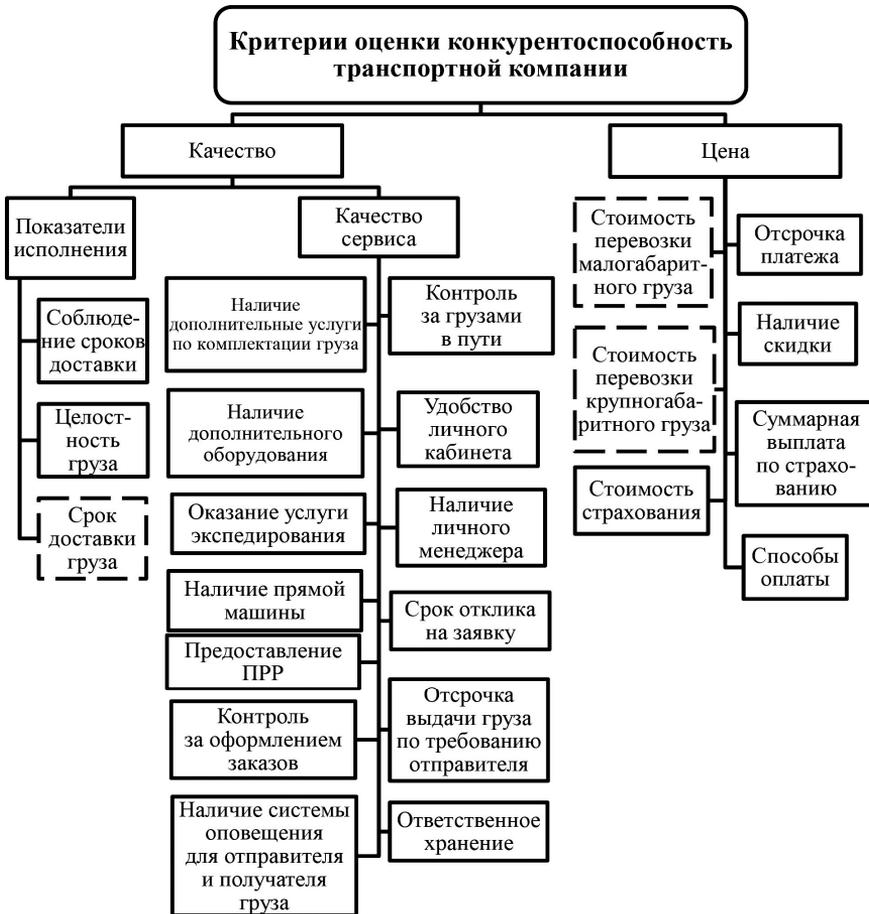 Критерии оценки конкурентоспособность
транспортной компании
Качество
Цена
Показатели
исполнения
Соблюде-
ние сроков
доставки
Целост-
ность
груза
Срок
доставки
груза
Качество
сервиса
Наличие
дополнительные услуги
по комплектации груза
Контроль
за грузами
в пути
Наличие
дополнительного
оборудования
Удобство
личного
кабинета
Оказание услуги
экспедирования
Наличие
личного
менеджера
Наличие прямой
машины
Срок отклика
на заявку
Предоставление
ПРР
Контроль
за оформлением
заказов
Отсрочка
выдачи груза
по требованию
отправителя
Наличие системы
оповещения
для отправителя
и получателя
груза
Ответственное
хранение
Стоимость
перевозки
малогабарит-
ного груза
Отсрочка
платежа
Наличие
скидки
Стоимость
перевозки
крупногаба-
ритного груза
Суммарная
выплата
по страхо-
ванию
Стоимость
страхования
Способы
оплаты